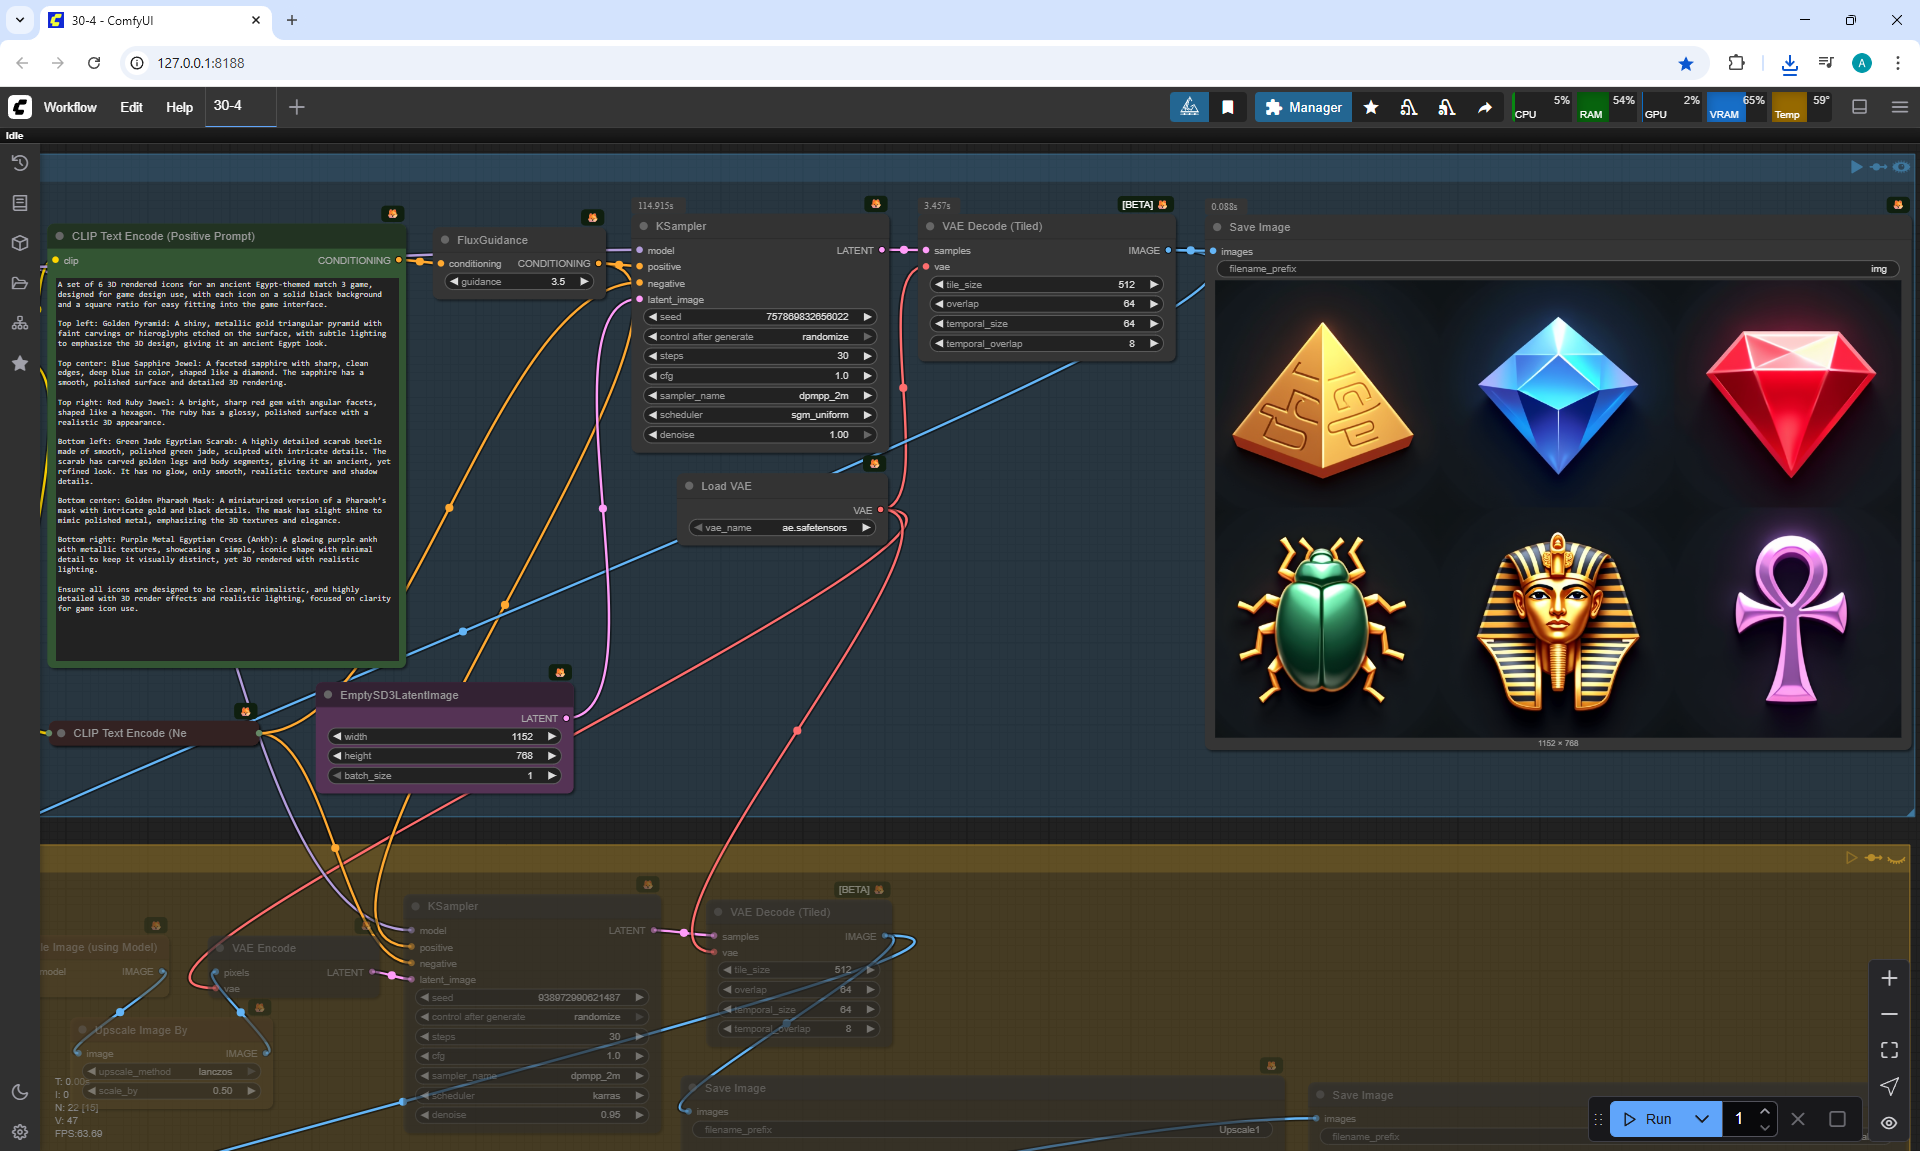 30-4 - ComfyUI
127.0.0.1:8188
A
Workflow
Edit
Help
30-4
Manager
5%
CPU
54%
RAM
2%
GPU
65%
VRAM
59°
Temp
Idle
CLIP Text Encode (Positive Prompt)
clip
CONDITIONING
A set of 6 3D rendered icons for an ancient Egypt-themed match 3 game,
designed for game design use, with each icon on a solid black background
and a square ratio for easy fitting into the game interface.
Top left: Golden Pyramid: A shiny, metallic gold triangular pyramid with
faint carvings or hieroglyphs etched on the surface, with subtle lighting
to emphasize the 3D design, giving it an ancient Egypt look.
Top center: Blue Sapphire Jewel: A faceted sapphire with sharp, clean
edges, deep blue in color, shaped like a diamond. The sapphire has a
smooth, polished surface and detailed 3D rendering.
Top right: Red Ruby Jewel: A bright, sharp red gem with angular facets,
shaped like a hexagon. The ruby has a glossy, polished surface with a
realistic 3D appearance.
Bottom left: Green Jade Egyptian Scarab: A highly detailed scarab beetle
made of smooth, polished green jade, sculpted with intricate details. The
scarab has carved golden legs and body segments, giving it an ancient, yet
refined look. It has no glow, only smooth, realistic texture and shadow
details.
Bottom center: Golden Pharaoh Mask: A miniaturized version of a Pharaoh's
mask with intricate gold and black details. The mask has slight shine to
mimic polished metal, emphasizing the 3D textures and elegance.
Bottom right: Purple Metal Egyptian Cross (Ankh): A glowing purple ankh
with metallic textures, showcasing a simple, iconic shape with minimal
detail to keep it visually distinct, yet 3D rendered with realistic
lighting.
Ensure all icons are designed to be clean, minimalistic, and highly
detailed with 3D render effects and realistic lighting, focused on clarity
for game icon use.
FluxGuidance
conditioning
CONDITIONING
guidance
3.5
114.915s
KSampler
model
LATENT
positive
negative
latent_image
seed
757869832656022
control after generate
randomize
steps
30
cfg
1.0
sampler_name
dpmpp_2m
scheduler
sgm_uniform
denoise
1.00
3.457s
[BETA]
VAE Decode (Tiled)
samples
IMAGE
vae
tile_size
512
overlap
64
temporal_size
64
temporal_overlap
8
0.088s
Save Image
images
filename_prefix
img
1152 × 768
Load VAE
VAE
vae_name
ae.safetensors
EmptySD3LatentImage
LATENT
width
1152
height
768
batch_size
1
CLIP Text Encode (Ne
le Image (using Model)
model
IMAGE
VAE Encode
pixels
LATENT
vae
Upscale Image By
image
IMAGE
upscale_method
lanczos
scale_by
0.50
T: 0.00s
I: 0
N: 22 [15]
V: 47
FPS:63.69
KSampler
model
LATENT
positive
negative
latent_image
seed
938972990621487
control after generate
randomize
steps
30
cfg
1.0
sampler_name
dpmpp_2m
scheduler
karras
denoise
0.95
[BETA]
VAE Decode (Tiled)
samples
IMAGE
vae
tile_size
512
overlap
64
temporal_size
64
temporal_overlap
8
Save Image
images
filename_prefix
Upscale1
Save Image
images
filename_prefix
Run
1